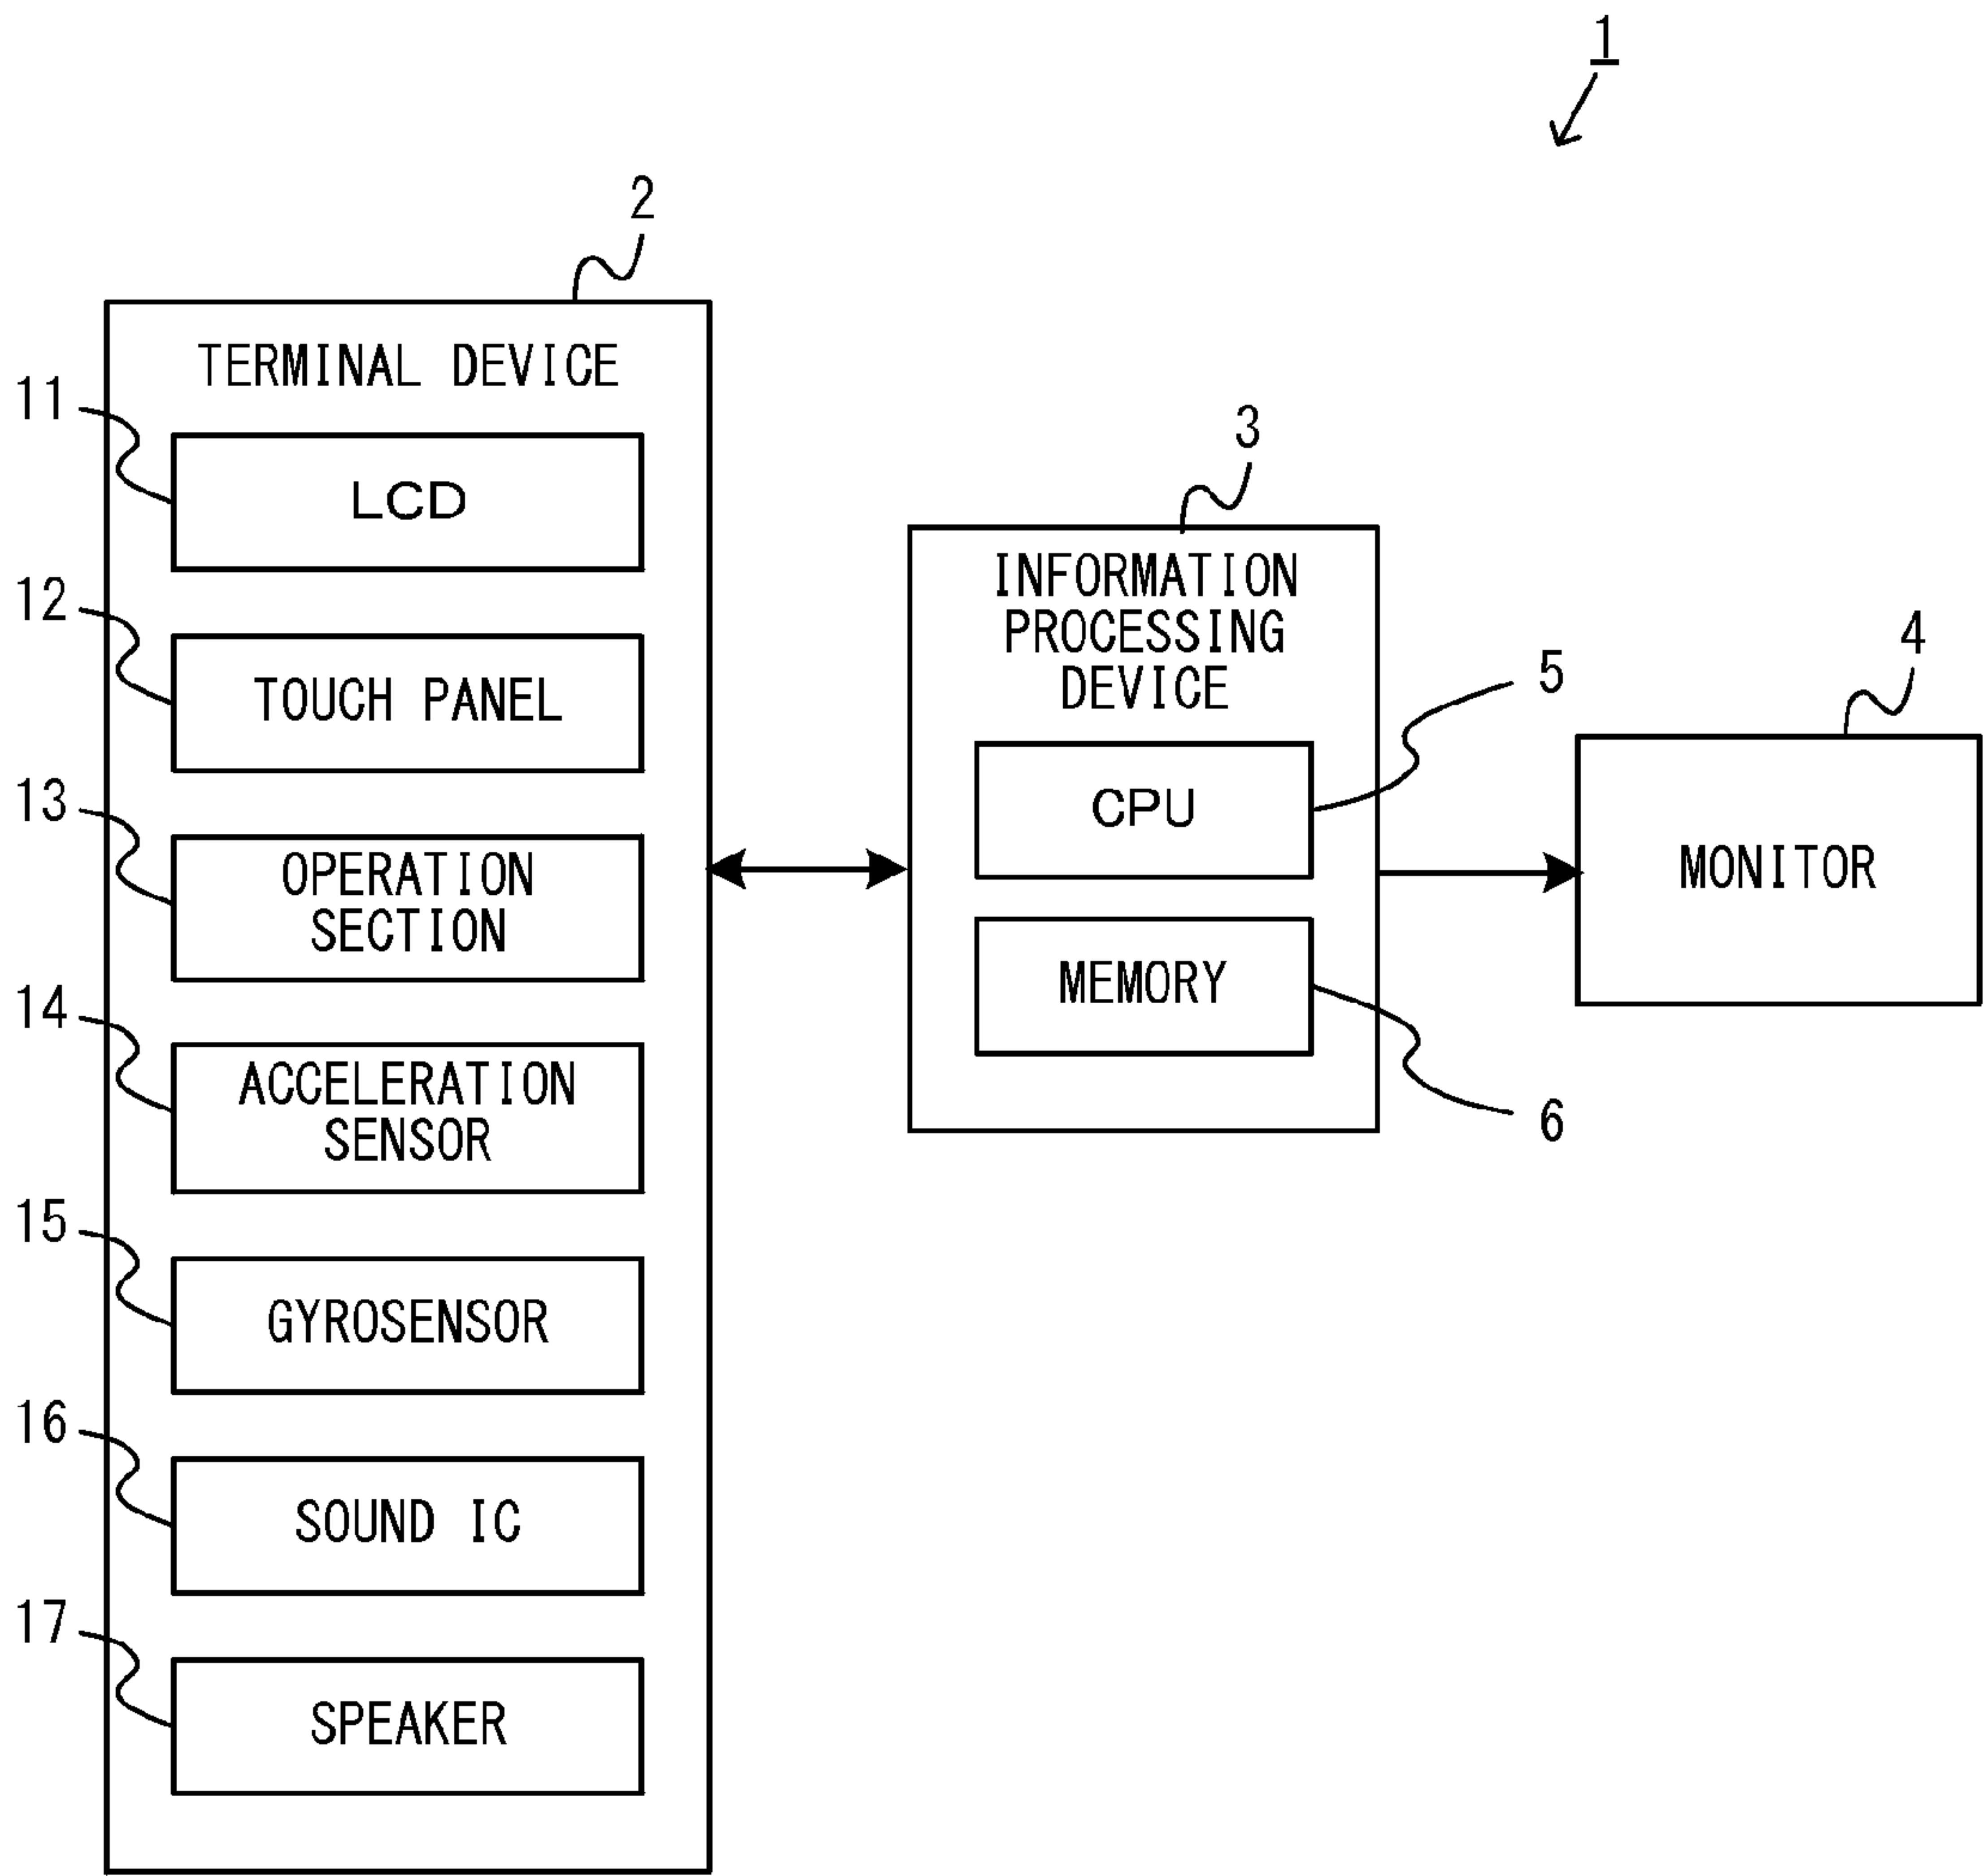 1
2
TERMINAL DEVICE
11
LCD
12
TOUCH PANEL
13
OPERATION
SECTION
14
ACCELERATION
SENSOR
15
GYROSENSOR
16
SOUND IC
17
SPEAKER
3
INFORMATION
PROCESSING
DEVICE
5
CPU
MEMORY
6
4
MONITOR